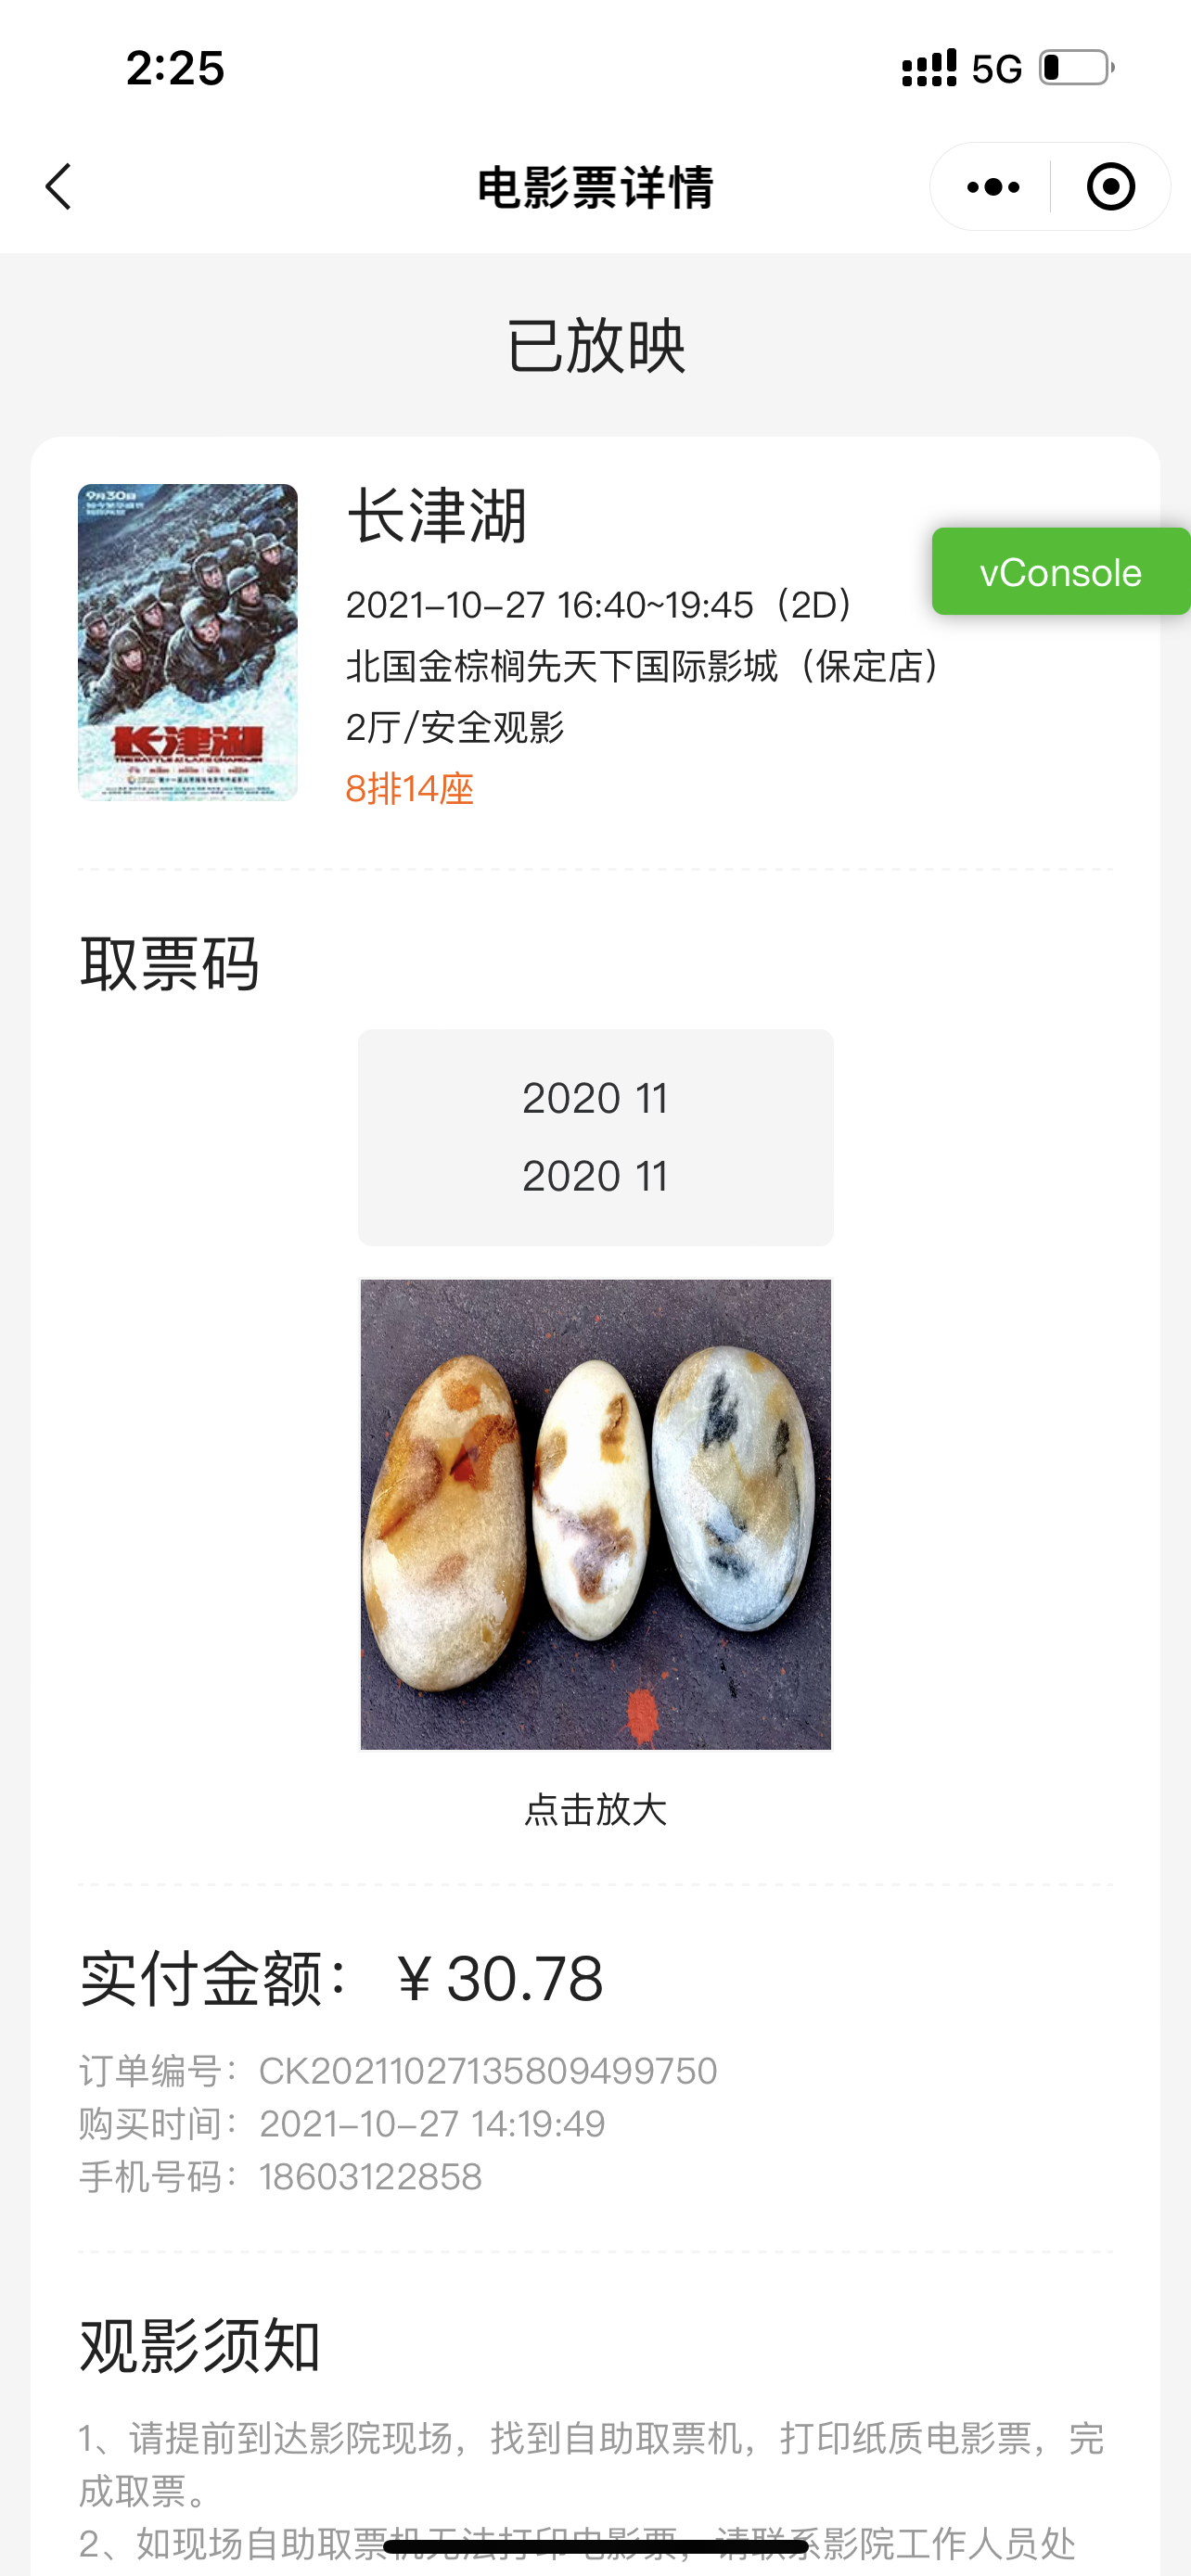 2:25
5G
电影票详情
已放映
9月30日
长津湖
THE BATTLE AT LAKE CHANGJIN
长津湖
vConsole
2021-10-27 16:40~19:45（2D）
北国金棕榈先天下国际影城（保定店）
2厅/安全观影
8排14座
取票码
2020 11
2020 11
点击放大
实付金额： ￥30.78
订单编号：CK20211027135809499750
购买时间：2021-10-27 14:19:49
手机号码：18603122858
观影须知
1、请提前到达影院现场，找到自助取票机，打印纸质电影票，完
成取票。
2、如现场自助取票机无法打印电影票，请联系影院工作人员处